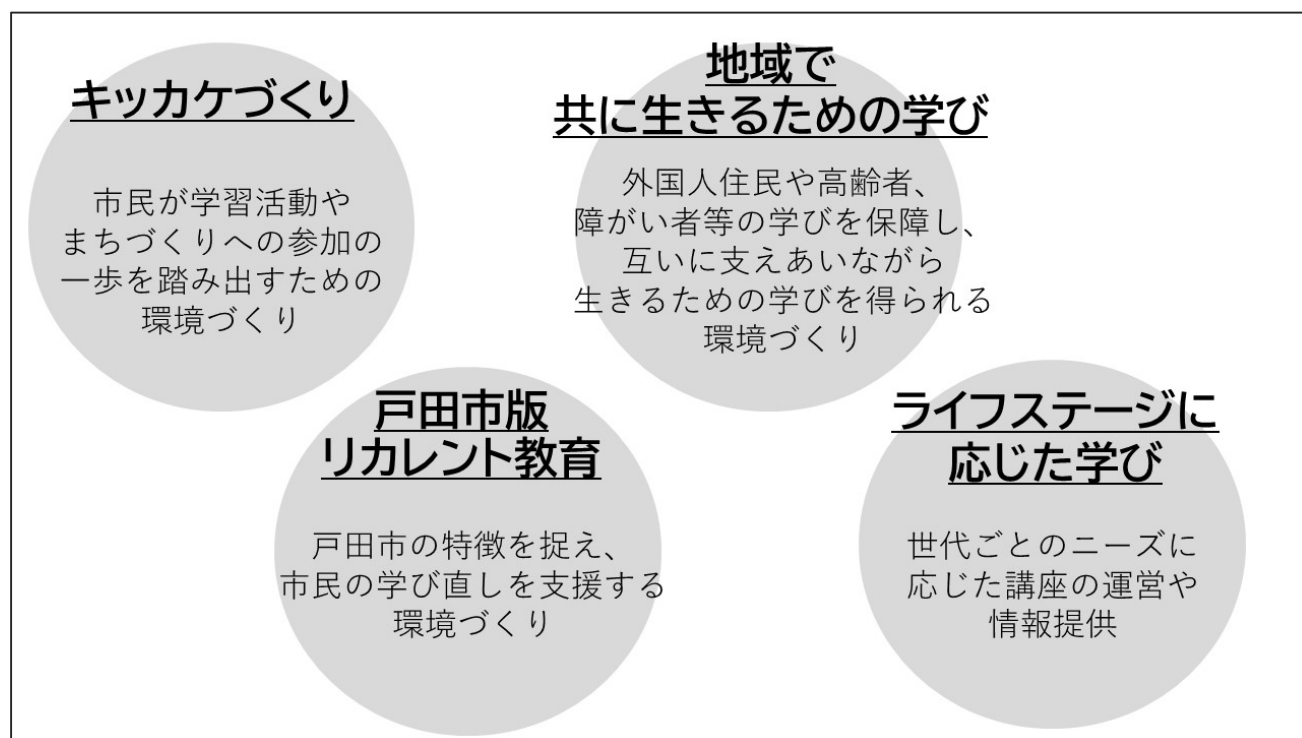 キッカケづくり
市民が学習活動や
まちづくりへの参加の
一歩を踏み出すための
環境づくり
地域で
共に生きるための学び
外国人住民や高齢者、
障がい者等の学びを保障し、
互いに支えあいながら
生きるための学びを得られる
環境づくり
戸田市版
リカレント教育
戸田市の特徴を捉え、
市民の学び直しを支援する
環境づくり
ライフステージに
応じた学び
世代ごとのニーズに
応じた講座の運営や
情報提供